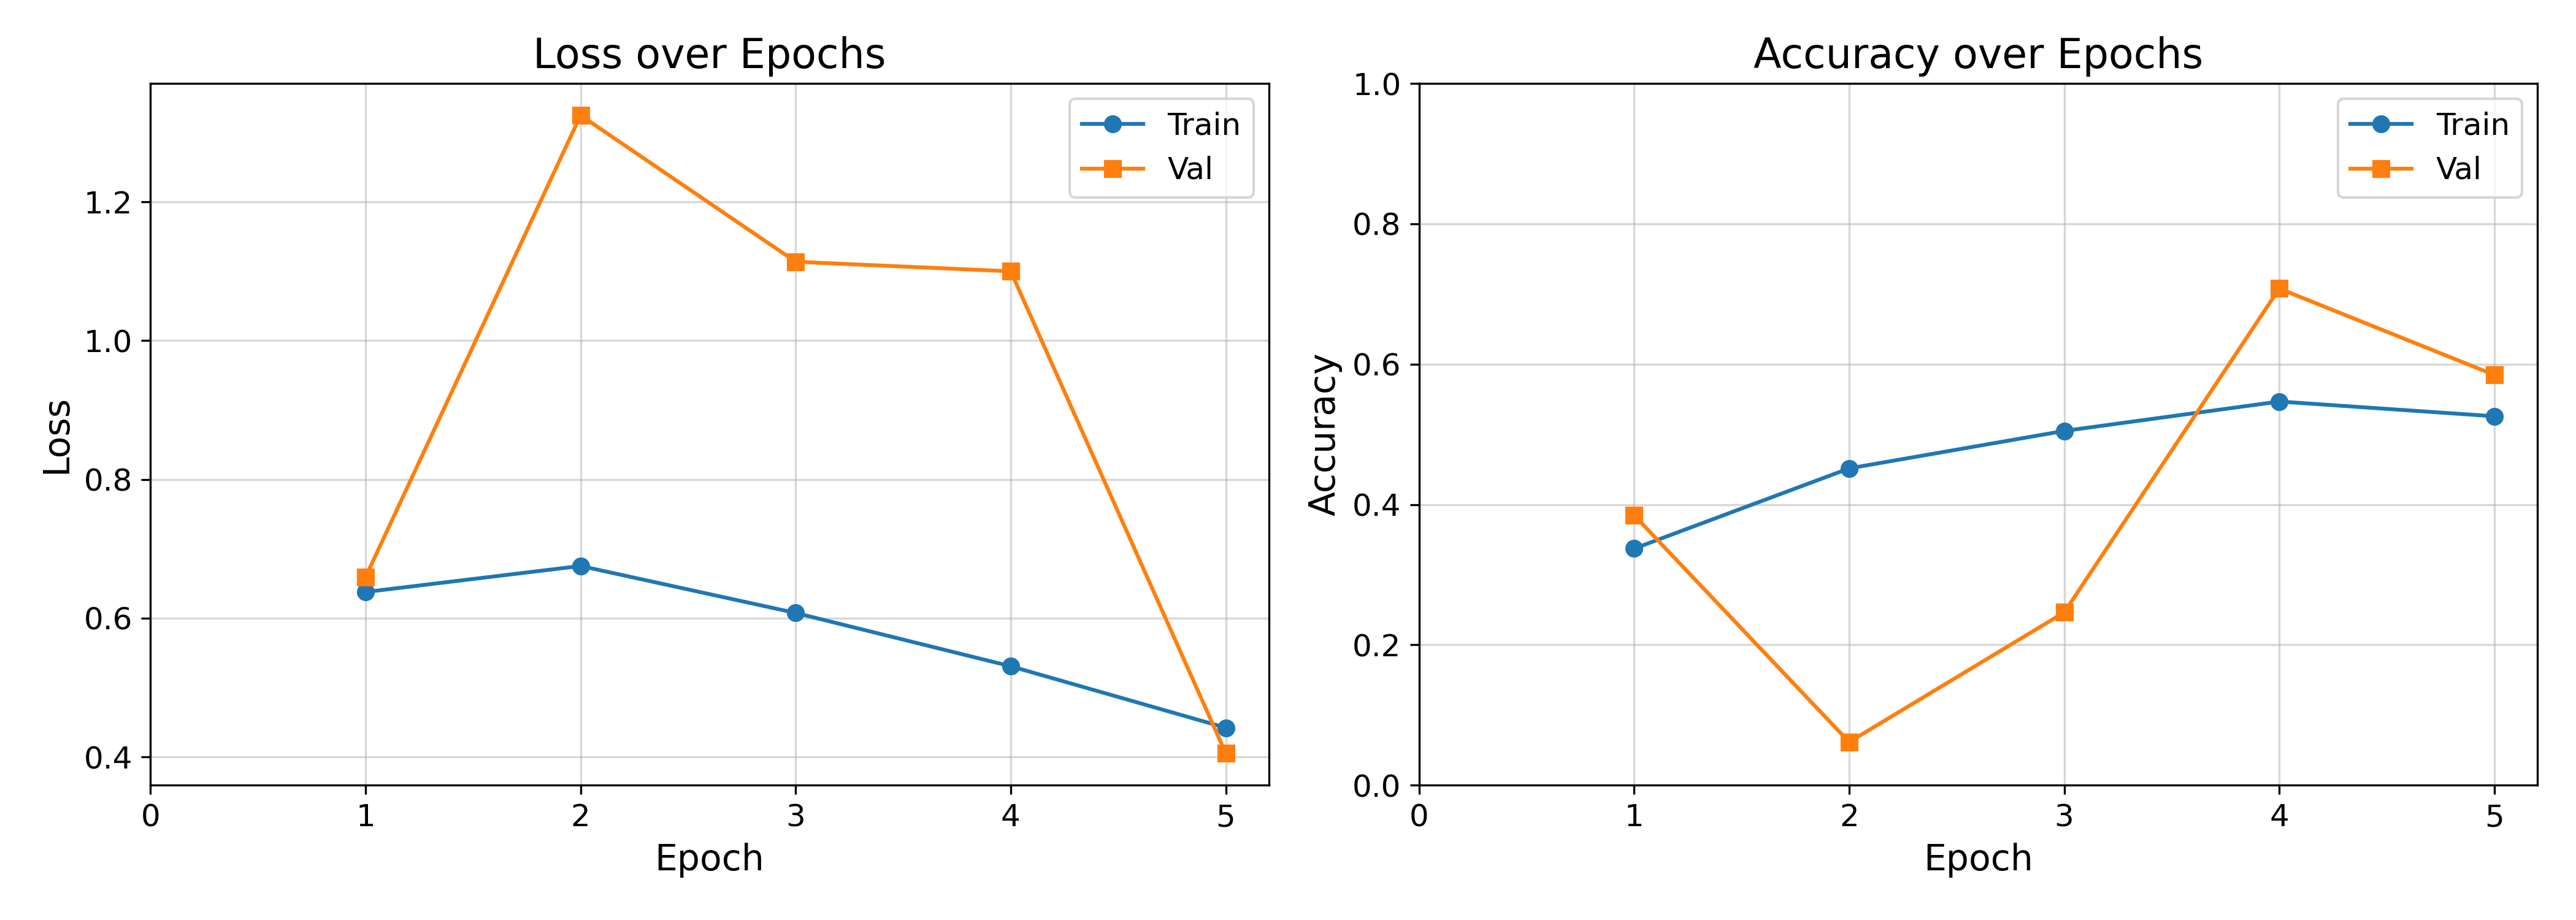 Loss over Epochs
Train
Val
1.2
1.0
0.8
0.6
0.4
Loss
0 1 2 3 4 5
Epoch
Accuracy over Epochs
Train
Val
1.0
0.8
0.6
0.4
0.2
0.0
Accuracy
0 1 2 3 4 5
Epoch